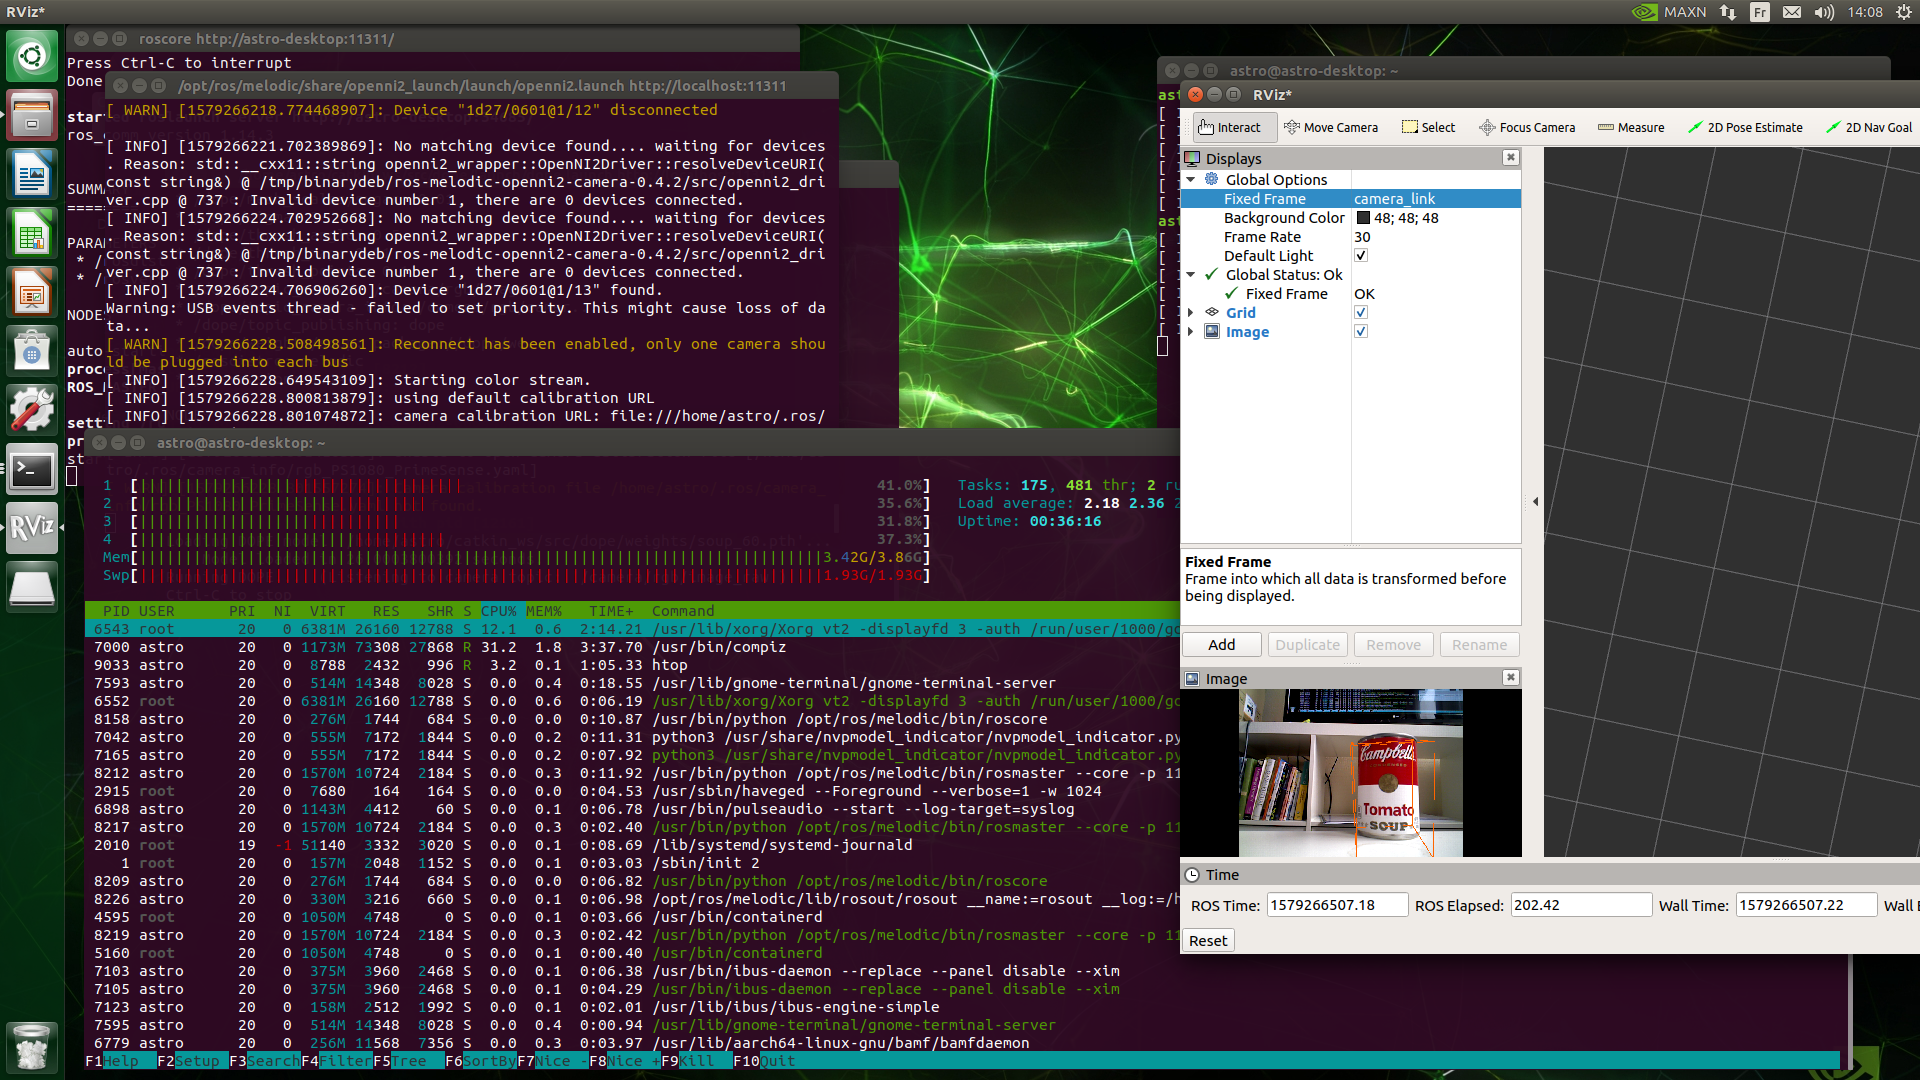 RViz*
MAXN
Fr
14:08
roscore http://astro-desktop:11311/
Press Ctrl-C to interrupt
Done
/opt/ros/melodic/share/openni2_launch/launch/openni2.launch http://localhost:11311
[ WARN] [1579266218.774468907]: Device "1d27/0601@1/12" disconnected
[ INFO] [1579266221.702389869]: No matching device found.... waiting for devices
. Reason: std::__cxx11::string openni2_wrapper::OpenNI2Driver::resolveDeviceURI(
const string&) @ /tmp/binarydeb/ros-melodic-openni2-camera-0.4.2/src/openni2_dri
ver.cpp @ 737 : Invalid device number 1, there are 0 devices connected.
[ INFO] [1579266224.702952668]: No matching device found.... waiting for devices
. Reason: std::__cxx11::string openni2_wrapper::OpenNI2Driver::resolveDeviceURI(
const string&) @ /tmp/binarydeb/ros-melodic-openni2-camera-0.4.2/src/openni2_dri
ver.cpp @ 737 : Invalid device number 1, there are 0 devices connected.
[ INFO] [1579266224.706906260]: Device "1d27/0601@1/13" found.
Warning: USB events thread - failed to set priority. This might cause loss of da
ta...
[ WARN] [1579266228.508498561]: Reconnect has been enabled, only one camera shou
ld be plugged into each bus
[ INFO] [1579266228.649543109]: Starting color stream.
[ INFO] [1579266228.800813879]: using default calibration URL
[ INFO] [1579266228.801074872]: camera calibration URL: file:///home/astro/.ros/
astro@astro-desktop: ~
1 [ 41.0%]
2 [ 35.6%]
3 [ 31.8%]
4 [ 37.3%]
Mem[ 3.42G/3.86G]
Swp[ 1.93G/1.93G]
Tasks: 175, 481 thr; 2 ru
Load average: 2.18 2.36 2
Uptime: 00:36:16
PID USER PRI NI VIRT RES SHR S CPU% MEM% TIME+ Command
6543 root 20 0 6381M 26160 12788 S 12.1 0.6 2:14.21 /usr/lib/xorg/Xorg vt2 -displayfd 3 -auth /run/user/1000/gd
7000 astro 20 0 1173M 73308 27868 R 31.2 1.8 3:37.70 /usr/bin/compiz
9033 astro 20 0 8788 2432 996 R 3.2 0.1 1:05.33 htop
7593 astro 20 0 514M 14348 8028 S 0.0 0.4 0:18.55 /usr/lib/gnome-terminal/gnome-terminal-server
6552 root 20 0 6381M 26160 12788 S 0.0 0.6 0:06.19 /usr/lib/xorg/Xorg vt2 -displayfd 3 -auth /run/user/1000/gd
8158 astro 20 0 276M 1744 684 S 0.0 0.0 0:10.87 /usr/bin/python /opt/ros/melodic/bin/roscore
7042 astro 20 0 555M 7172 1844 S 0.0 0.2 0:11.31 python3 /usr/share/nvpmodel_indicator/nvpmodel_indicator.py
7165 astro 20 0 555M 7172 1844 S 0.0 0.2 0:07.92 python3 /usr/share/nvpmodel_indicator/nvpmodel_indicator.py
8212 astro 20 0 1570M 10724 2184 S 0.0 0.3 0:11.92 /usr/bin/python /opt/ros/melodic/bin/rosmaster --core -p 11
2915 root 20 0 7680 164 164 S 0.0 0.0 0:04.53 /usr/sbin/haveged --Foreground --verbose=1 -w 1024
6898 astro 20 0 1143M 4412 60 S 0.0 0.1 0:06.78 /usr/bin/pulseaudio --start --log-target=syslog
8217 astro 20 0 1570M 10724 2184 S 0.0 0.3 0:02.40 /usr/bin/python /opt/ros/melodic/bin/rosmaster --core -p 11
2010 root 19 -1 51140 3332 3020 S 0.0 0.1 0:08.69 /lib/systemd/systemd-journald
1 root 20 0 157M 2048 1152 S 0.0 0.1 0:03.03 /sbin/init 2
8209 astro 20 0 276M 1744 684 S 0.0 0.0 0:06.82 /usr/bin/python /opt/ros/melodic/bin/roscore
8226 astro 20 0 330M 3216 660 S 0.0 0.1 0:06.98 /opt/ros/melodic/lib/rosout/rosout __name:=rosout __log:=/h
4595 root 20 0 1050M 4748 0 S 0.0 0.1 0:03.66 /usr/bin/containerd
8219 astro 20 0 1570M 10724 2184 S 0.0 0.3 0:02.42 /usr/bin/python /opt/ros/melodic/bin/rosmaster --core -p 11
5160 root 20 0 1050M 4748 0 S 0.0 0.1 0:00.40 /usr/bin/containerd
7103 astro 20 0 375M 3960 2468 S 0.0 0.1 0:06.38 /usr/bin/ibus-daemon --replace --panel disable --xim
7105 astro 20 0 375M 3960 2468 S 0.0 0.1 0:04.29 /usr/bin/ibus-daemon --replace --panel disable --xim
7123 astro 20 0 158M 2512 1992 S 0.0 0.1 0:02.01 /usr/lib/ibus/ibus-engine-simple
7595 astro 20 0 514M 14348 8028 S 0.0 0.4 0:00.94 /usr/lib/gnome-terminal/gnome-terminal-server
6779 astro 20 0 256M 11568 7356 S 0.0 0.3 0:03.97 /usr/lib/aarch64-linux-gnu/bamf/bamfdaemon
F1Help F2Setup F3SearchF4FilterF5Tree F6SortByF7Nice -F8Nice +F9Kill F10Quit
astro@astro-desktop: ~
RViz*
Interact
Move Camera
Select
Focus Camera
Measure
2D Pose Estimate
2D Nav Goal
Displays
Global Options
Fixed Frame camera_link
Background Color 48; 48; 48
Frame Rate 30
Default Light
Global Status: Ok
Fixed Frame OK
Grid
Image
Fixed Frame
Frame into which all data is transformed before
being displayed.
Add
Duplicate
Remove
Rename
Image
Campbell's
Tomato
SOUP
Time
ROS Time: 1579266507.18 ROS Elapsed: 202.42 Wall Time: 1579266507.22 Wall E
Reset
RViz